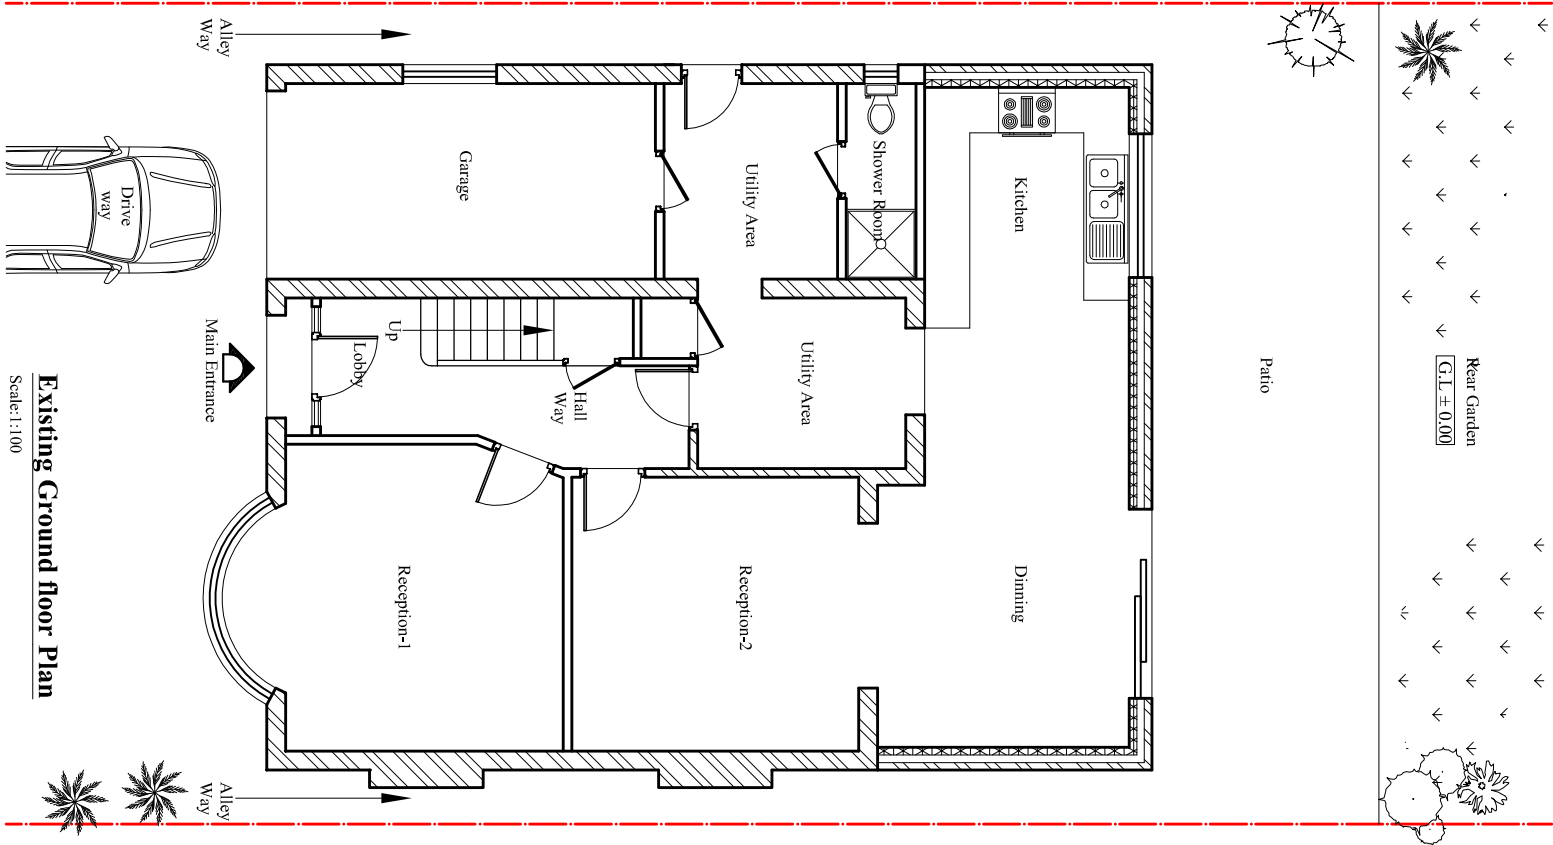 Rear Garden
G.L ± 0.00
Patio
Kitchen
Dinning
Shower Room
Utility Area
Utility Area
Reception-2
Garage
Hall
Way
Up
Lobby
Reception-1
Alley
Way
Main Entrance
Alley
Way
Drive
way
Existing Ground floor Plan
Scale:1:100